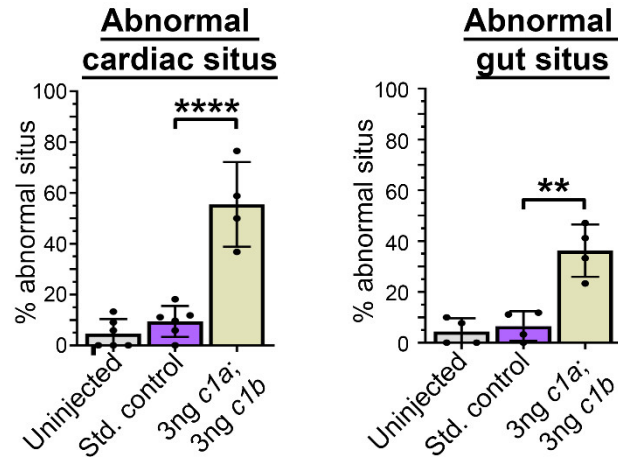 Abnormal
cardiac situs
% abnormal situs
100
80
60
40
20
0
****
Uninjected
Std. control
3ng c1a;
3ng c1b
Abnormal
gut situs
% abnormal situs
100
80
60
40
20
0
**
Uninjected
Std. control
3ng c1a;
3ng c1b